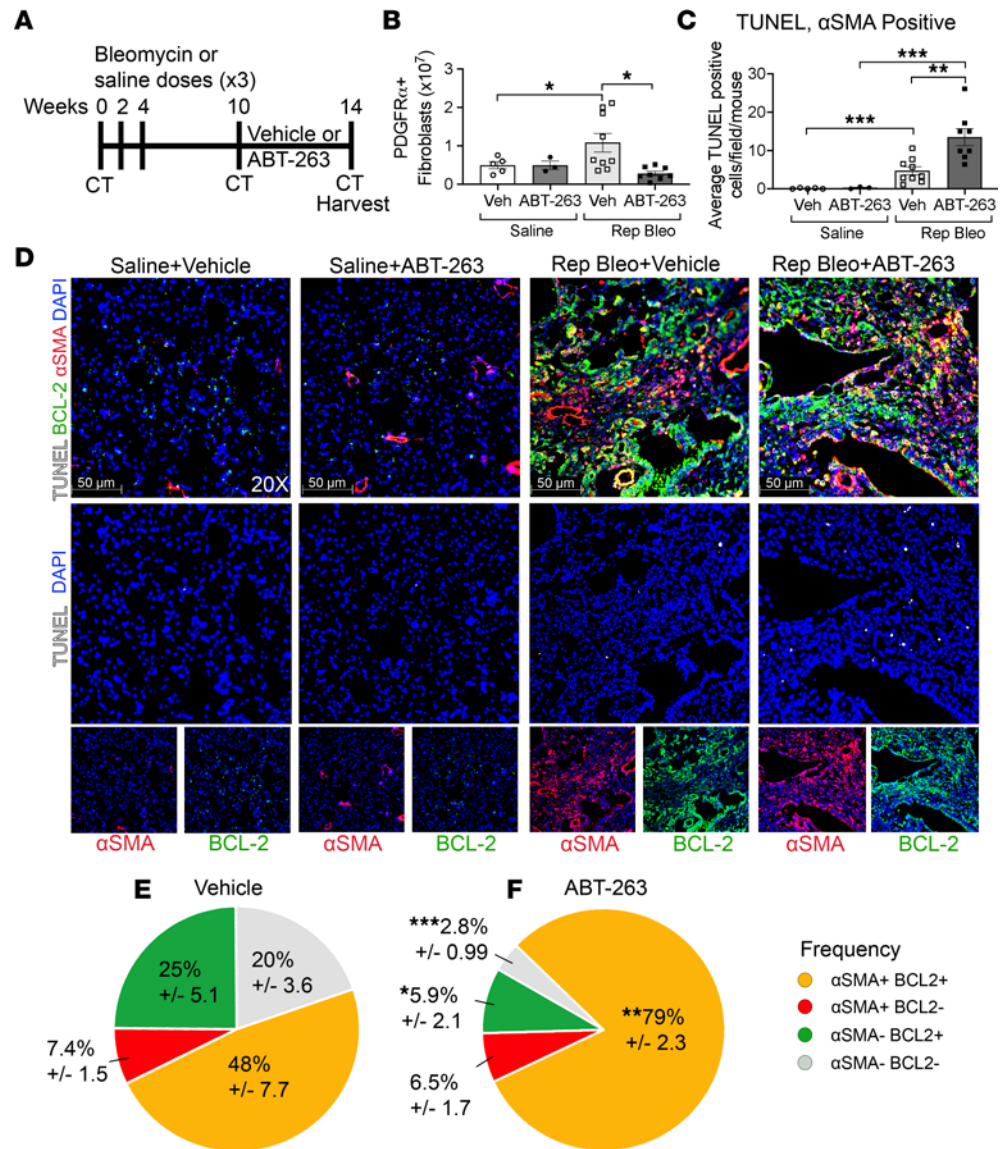 A
Bleomycin or
saline doses (x3)
Weeks 0 2 4 10 14
Vehicle or
ABT-263
CT CT CT
Harvest
B
PDGFRα+
Fibroblasts (x10⁷)
3
2
1
0
* *
Veh ABT-263 Veh ABT-263
Saline Rep Bleo
C
TUNEL, αSMA Positive
Average TUNEL positive
cells/field/mouse
30
20
10
0
***
**
***
Veh ABT-263 Veh ABT-263
Saline Rep Bleo
D
Saline+Vehicle Saline+ABT-263 Rep Bleo+Vehicle Rep Bleo+ABT-263
TUNEL BCL-2 αSMA DAPI
50 μm 20X 50 μm 50 μm 50 μm
TUNEL DAPI
αSMA BCL-2 αSMA BCL-2 αSMA BCL-2 αSMA BCL-2
E
Vehicle
25%
+/- 5.1
20%
+/- 3.6
7.4%
+/- 1.5
48%
+/- 7.7
F
ABT-263
***2.8%
+/- 0.99
*5.9%
+/- 2.1
**79%
+/- 2.3
6.5%
+/- 1.7
Frequency
αSMA+ BCL2+
αSMA+ BCL2-
αSMA- BCL2+
αSMA- BCL2-